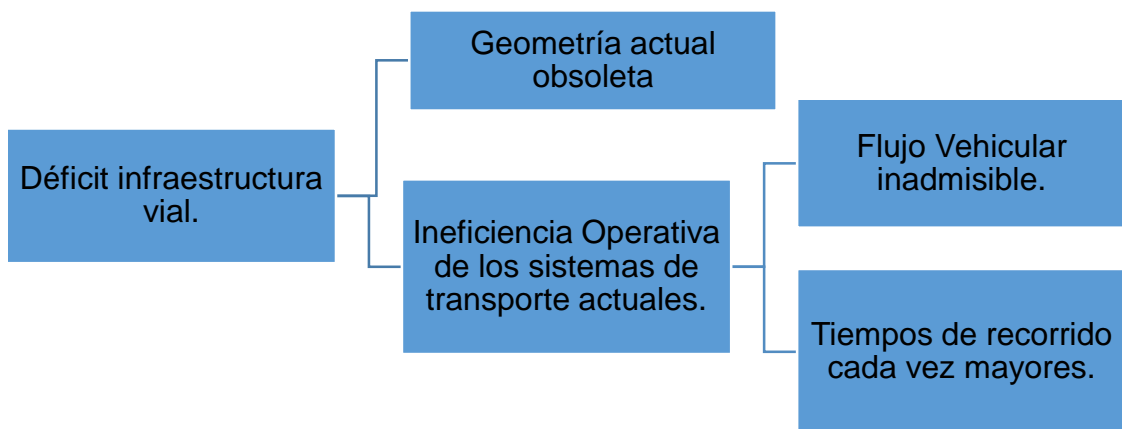 Geometría actual
obsoleta
Déficit infraestructura
vial.
Ineficiencia Operativa
de los sistemas de
transporte actuales.
Flujo Vehicular
inadmisible.
Tiempos de recorrido
cada vez mayores.